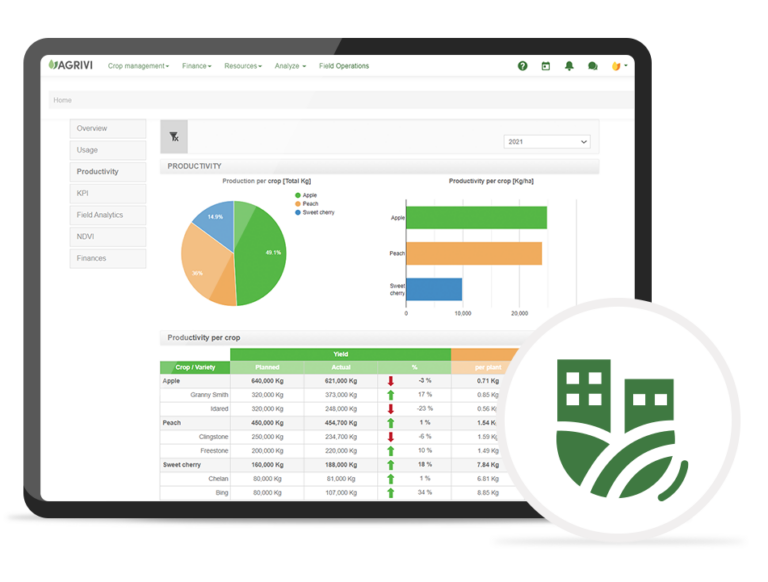 AGRIVI Crop management Finance Resources Analyze Field Operations
Home
Overview
Usage
Productivity
KPI
Field Analytics
NDVI
Finances
2021
PRODUCTIVITY
Production per crop [Total Kg]
Apple
Peach
Sweet cherry
14.9%
49.1%
36%
Productivity per crop [Kg/ha]
Apple
Peach
Sweet
cherry
0 10,000 20,000
Productivity per crop
Yield
Crop / Variety Planned Actual % per plant
Apple 640,000 Kg 621,000 Kg -3 % 0.71 Kg
Granny Smith 320,000 Kg 373,000 Kg 17 % 0.85 Kg
Idared 320,000 Kg 248,000 Kg -23 % 0.56 K
Peach 450,000 Kg 454,700 Kg 1 % 1.54 K
Clingstone 250,000 Kg 234,700 Kg -6 % 1.59 K
Freestone 200,000 Kg 220,000 Kg 10 % 1.49 Kg
Sweet cherry 160,000 Kg 188,000 Kg 18 % 7.84 Kg
Chelan 80,000 Kg 81,000 Kg 1 % 6.81 Kg
Bing 80,000 Kg 107,000 Kg 34 % 8.85 Kg